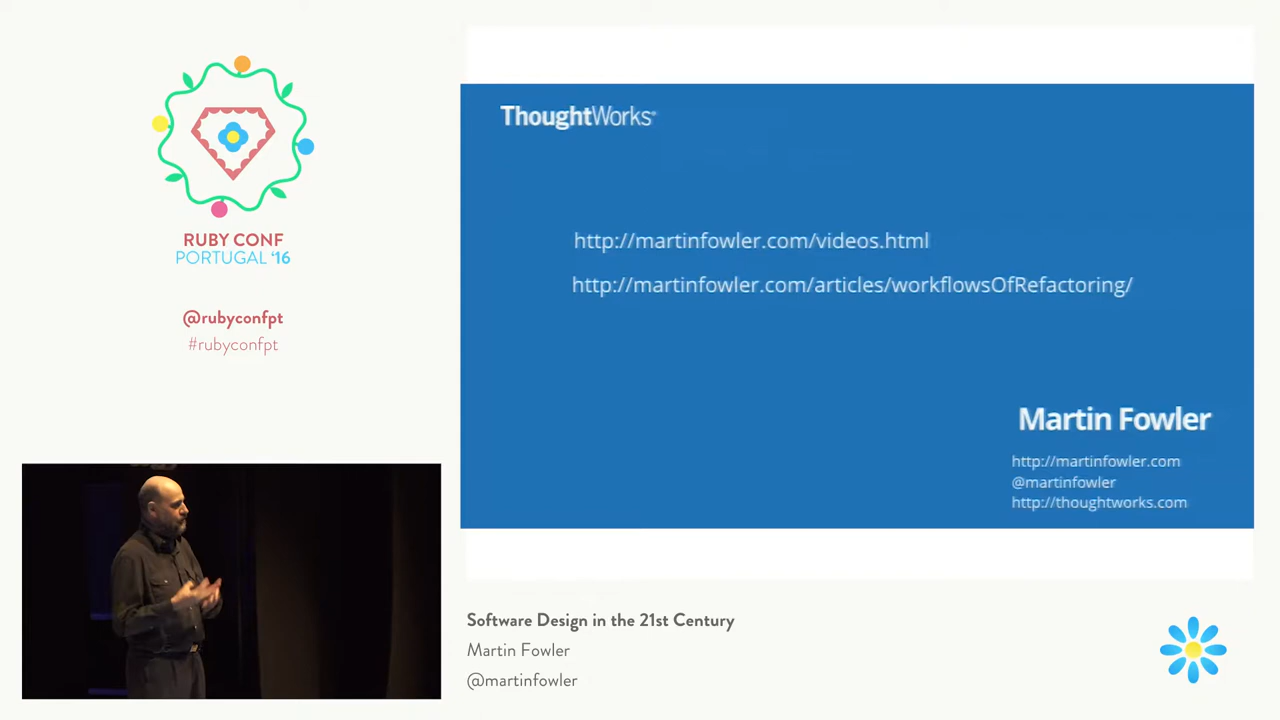 RUBY CONF
PORTUGAL ‘16
@rubyconfpt
#rubyconfpt
ThoughtWorks®
http://martinfowler.com/videos.html
http://martinfowler.com/articles/workflowsOfRefactoring/
Martin Fowler
http://martinfowler.com
@martinfowler
http://thoughtworks.com
Software Design in the 21st Century
Martin Fowler
@martinfowler